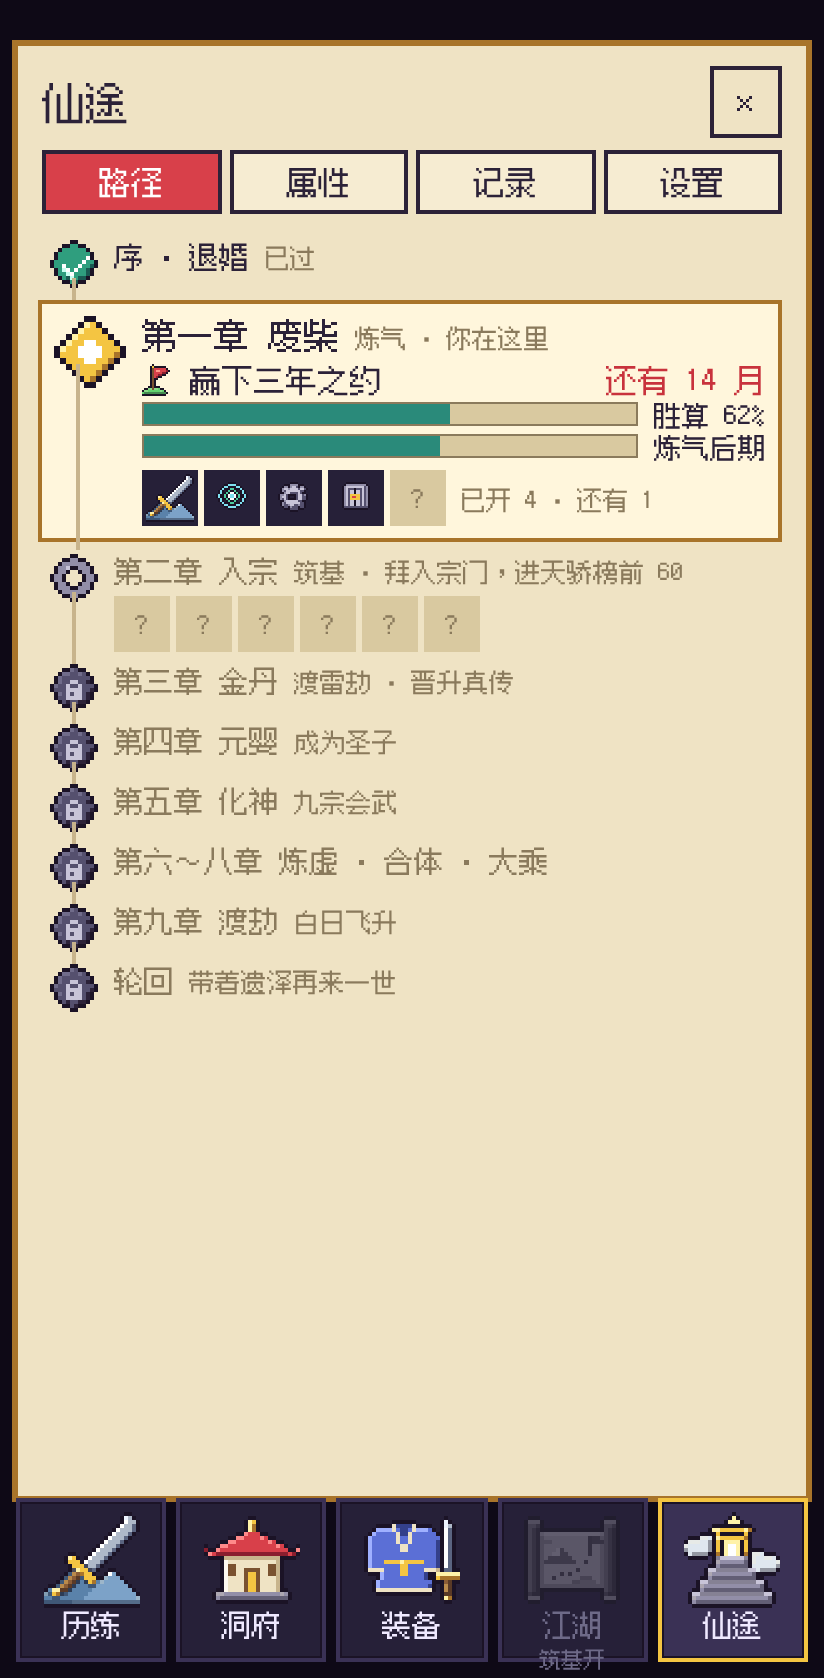 仙途
×
路径 属性 记录 设置
序 · 退婚 已过
第一章 废柴 炼气 · 你在这里
赢下三年之约 还有 14 月
胜算 62%
炼气后期
? 已开 4 · 还有 1
第二章 入宗 筑基 · 拜入宗门，进天骄榜前 60
? ? ? ? ? ?
第三章 金丹 渡雷劫 · 晋升真传
第四章 元婴 成为圣子
第五章 化神 九宗会武
第六～八章 炼虚 · 合体 · 大乘
第九章 渡劫 白日飞升
轮回 带着遗泽再来一世
历练 洞府 装备 江湖 仙途
筑基开